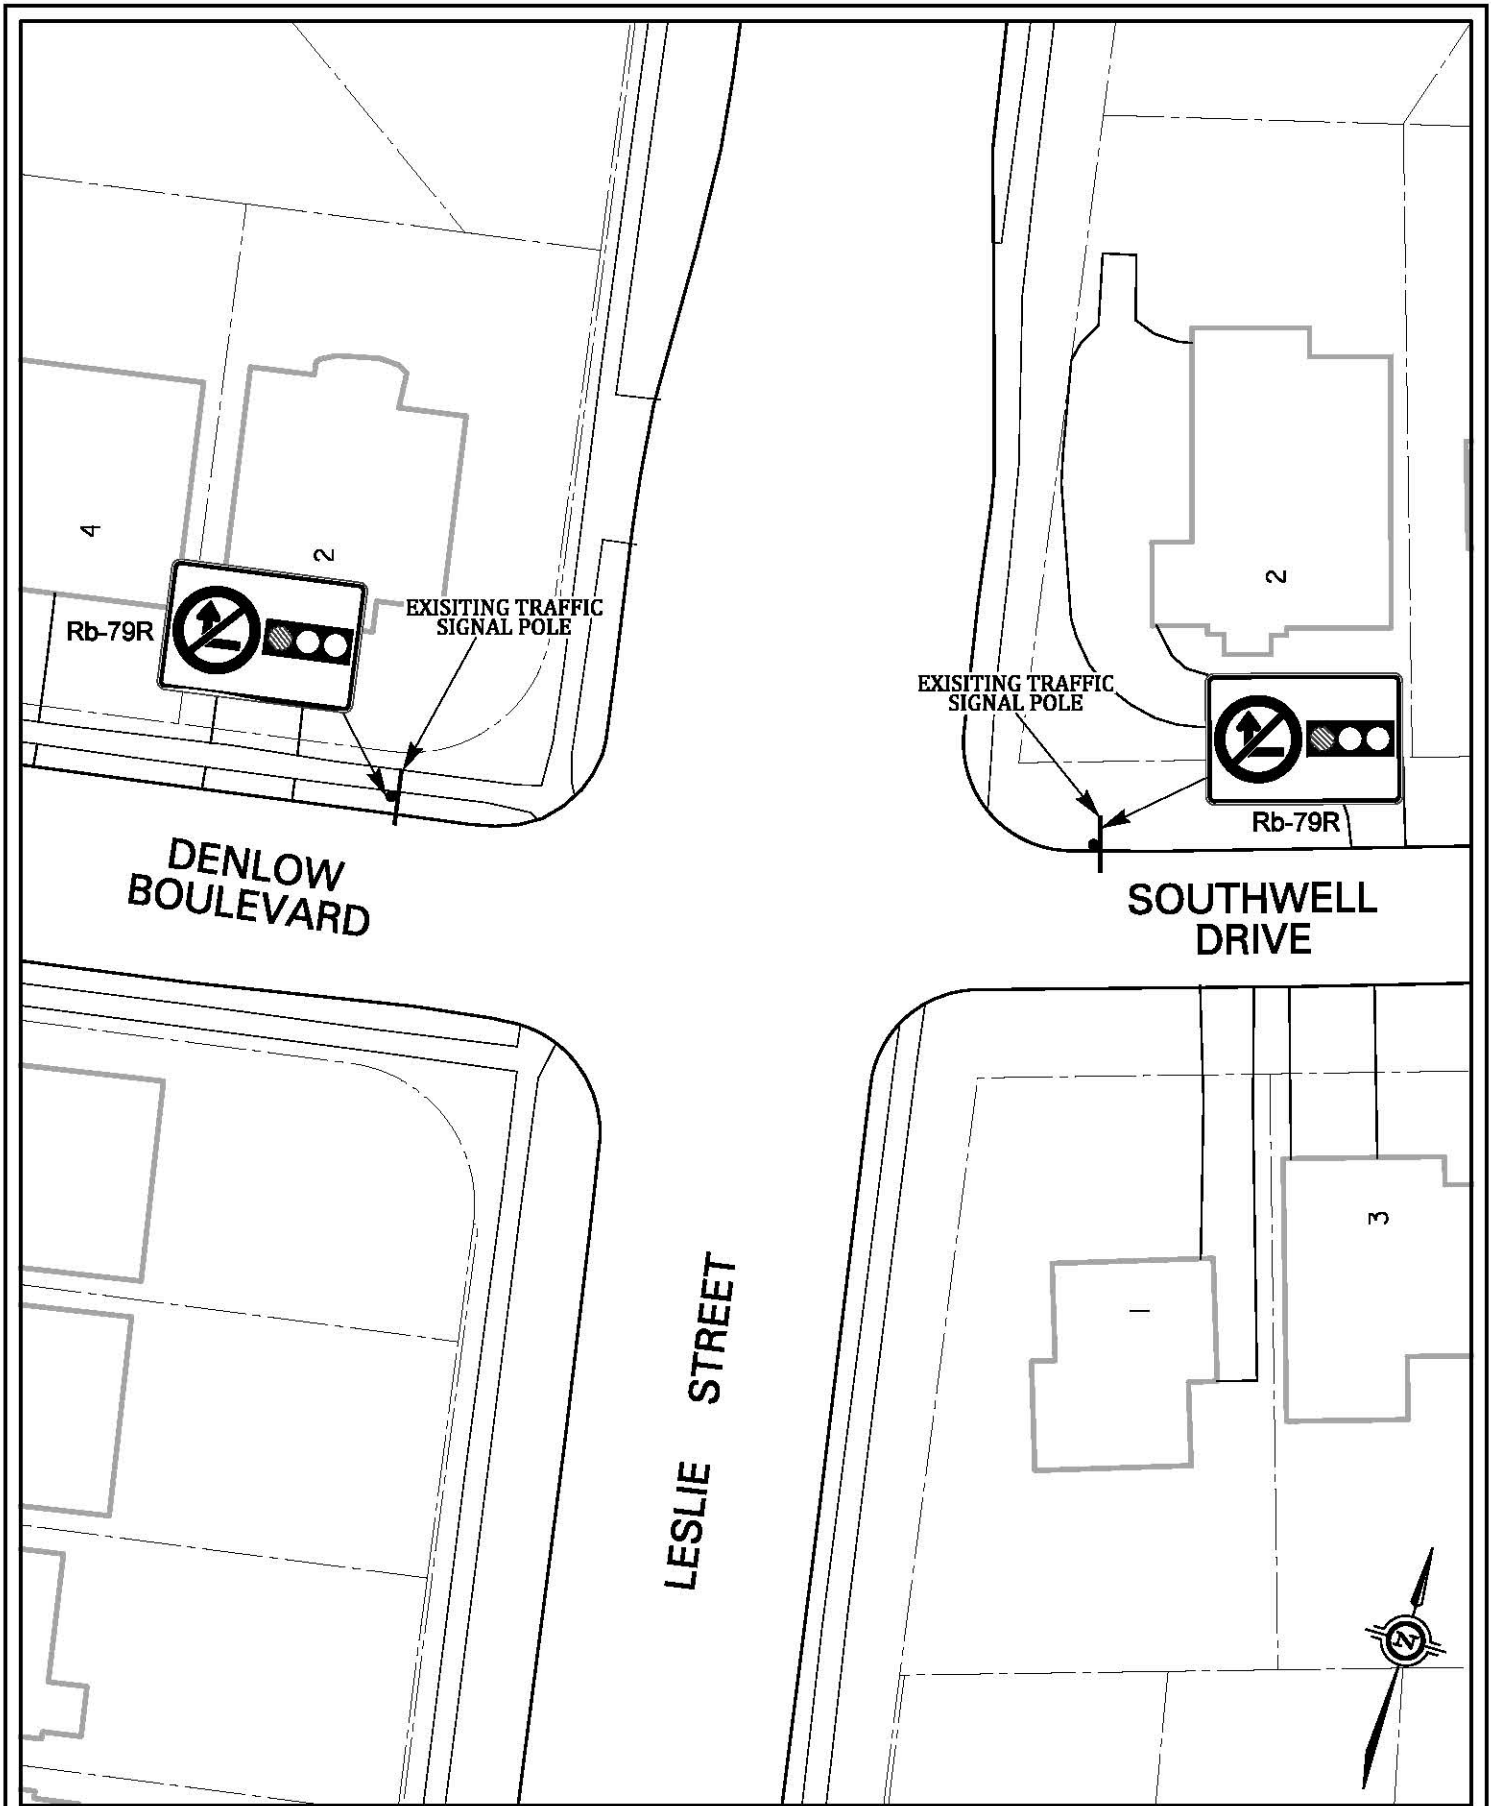 4
2
Rb-79R
EXISITING TRAFFIC
SIGNAL POLE
2
EXISITING TRAFFIC
SIGNAL POLE
Rb-79R
DENLOW
BOULEVARD
SOUTHWELL
DRIVE
3
1
LESLIE STREET
N